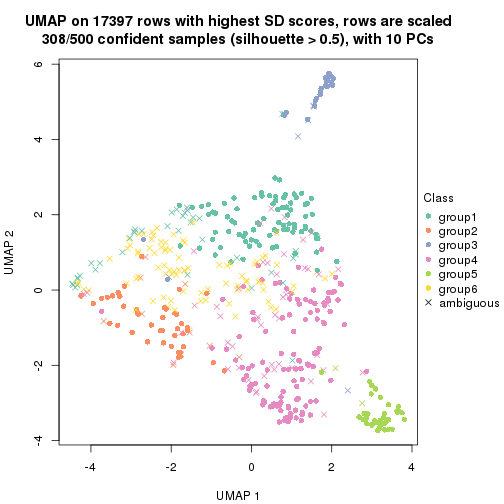 UMAP on 17397 rows with highest SD scores, rows are scaled
308/500 confident samples (silhouette > 0.5), with 10 PCs
6
4
2
0
-2
-4
UMAP 2
-4
-2
0
2
4
UMAP 1
Class
group1
group2
group3
group4
group5
group6
ambiguous